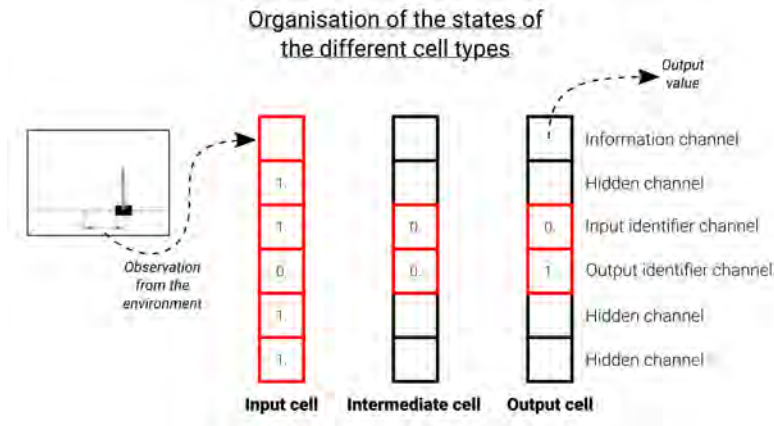 Organisation of the states of
the different cell types
Output
value
Information channel
1. Hidden channel
1. 0. 0. Input identifier channel
0. 0. 1. Output identifier channel
Observation
from the
environment
1. Hidden channel
1. Hidden channel
Input cell Intermediate cell Output cell